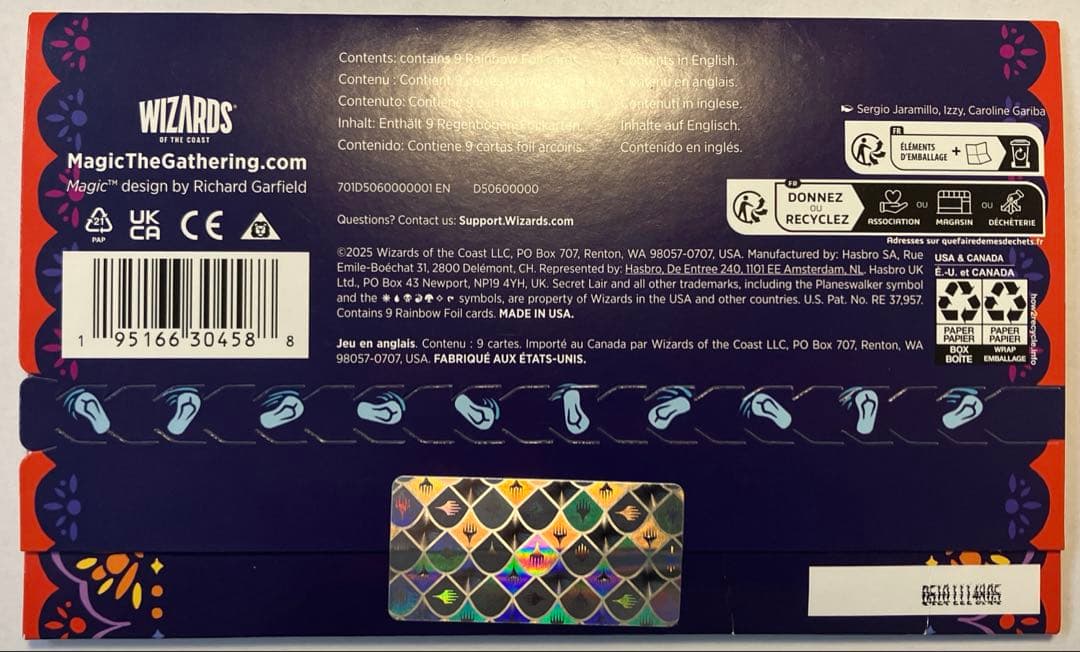 WIZARDS
OF THE COAST
MagicTheGathering.com
Magic™ design by Richard Garfield
21
PAP
UK
CA
CE
1 95166 30458 8
Contents: contains 9 Rainbow Foil cards. Contents in English.
Contenu : Contient 9 cartes Contenu en anglais.
Contenuto: Contiene 9 carte foil Contenuti in inglese.
Inhalt: Enthält 9 Regenbogen-Foilkarten. Inhalte auf Englisch.
Contenido: Contiene 9 cartas foil arcoíris. Contenido en inglés.
701D5060000001 EN D50600000
Questions? Contact us: Support.Wizards.com
©2025 Wizards of the Coast LLC, PO Box 707, Renton, WA 98057-0707, USA. Manufactured by: Hasbro SA, Rue
Emile-Boéchat 31, 2800 Delémont, CH. Represented by: Hasbro, De Entree 240, 1101 EE Amsterdam, NL. Hasbro UK
Ltd., PO Box 43 Newport, NP19 4YH, UK. Secret Lair and all other trademarks, including the Planeswalker symbol
and the symbols, are property of Wizards in the USA and other countries. U.S. Pat. No. RE 37,957.
Contains 9 Rainbow Foil cards. MADE IN USA.
Jeu en anglais. Contenu : 9 cartes. Importé au Canada par Wizards of the Coast LLC, PO Box 707, Renton, WA
98057-0707, USA. FABRIQUÉ AUX ÉTATS-UNIS.
Sergio Jaramillo, Izzy, Caroline Gariba
FR
ÉLÉMENTS
D'EMBALLAGE +
FR
DONNEZ
OU
RECYCLEZ
ASSOCIATION
OU
MAGASIN
OU
DÉCHÈTERIE
Adresses sur quefairedemesdechets.fr
USA & CANADA
É.-U. et CANADA
PAPER
PAPIER
BOX
BOÎTE
PAPER
PAPIER
WRAP
EMBALLAGE
how2recycle.info